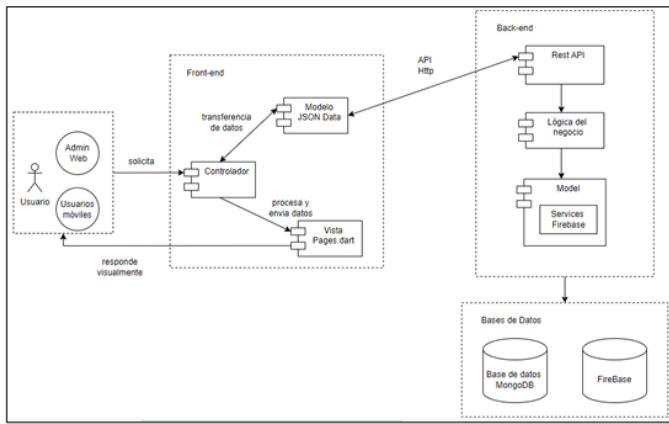 Back-end
API
Http
Rest API
Front-end
Modelo
JSON Data
transferencia
de datos
Lógica del
negocio
Admin
Web
solicita
Controlador
Usuario
Usuarios
móviles
procesa y
envia datos
Model
Services
Firebase
Vista
Pages.dart
responde
visualmente
Bases de Datos
Base de datos
MongoDB
FireBase